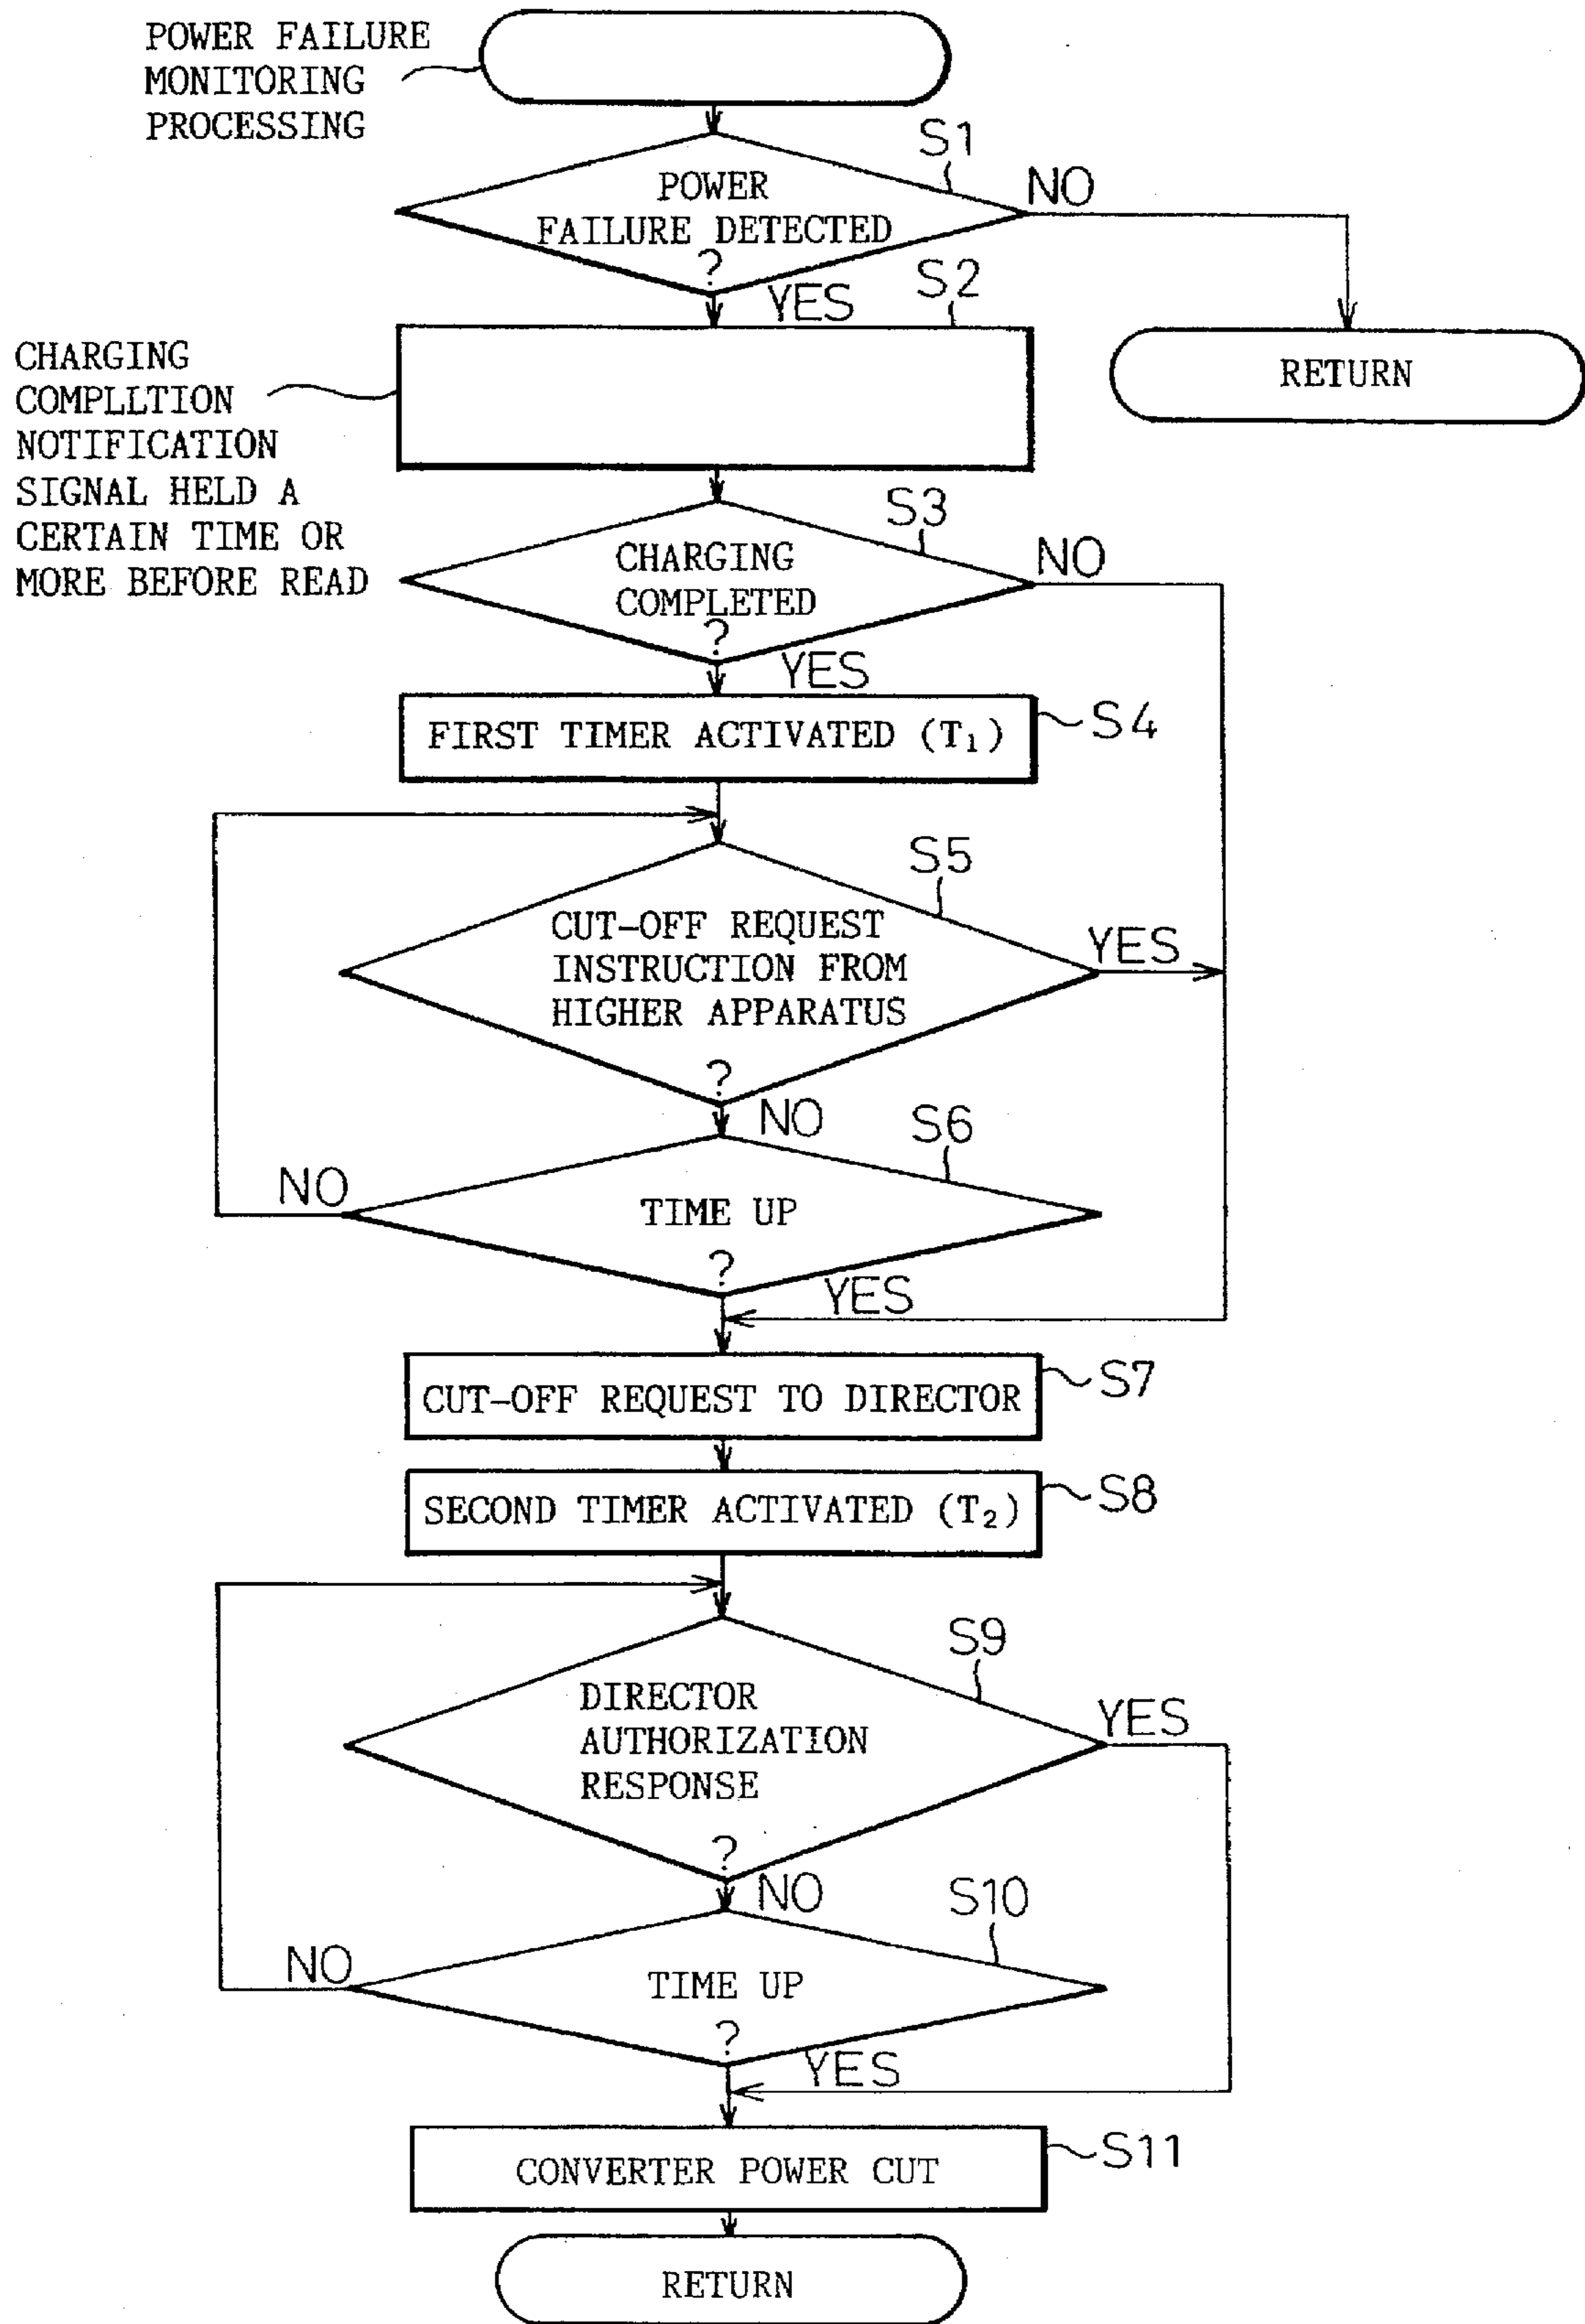 POWER FAILURE
MONITORING
PROCESSING
S1
POWER
FAILURE DETECTED
?
NO
YES
S2
RETURN
CHARGING
COMPLLTION
NOTIFICATION
SIGNAL HELD A
CERTAIN TIME OR
MORE BEFORE READ
S3
CHARGING
COMPLETED
?
NO
YES
FIRST TIMER ACTIVATED (T₁)
S4
S5
CUT-OFF REQUEST
INSTRUCTION FROM
HIGHER APPARATUS
?
YES
NO
S6
NO
TIME UP
?
YES
CUT-OFF REQUEST TO DIRECTOR
S7
SECOND TIMER ACTIVATED (T₂)
S8
S9
DIRECTOR
AUTHORIZATION
RESPONSE
?
YES
NO
S10
NO
TIME UP
?
YES
CONVERTER POWER CUT
S11
RETURN